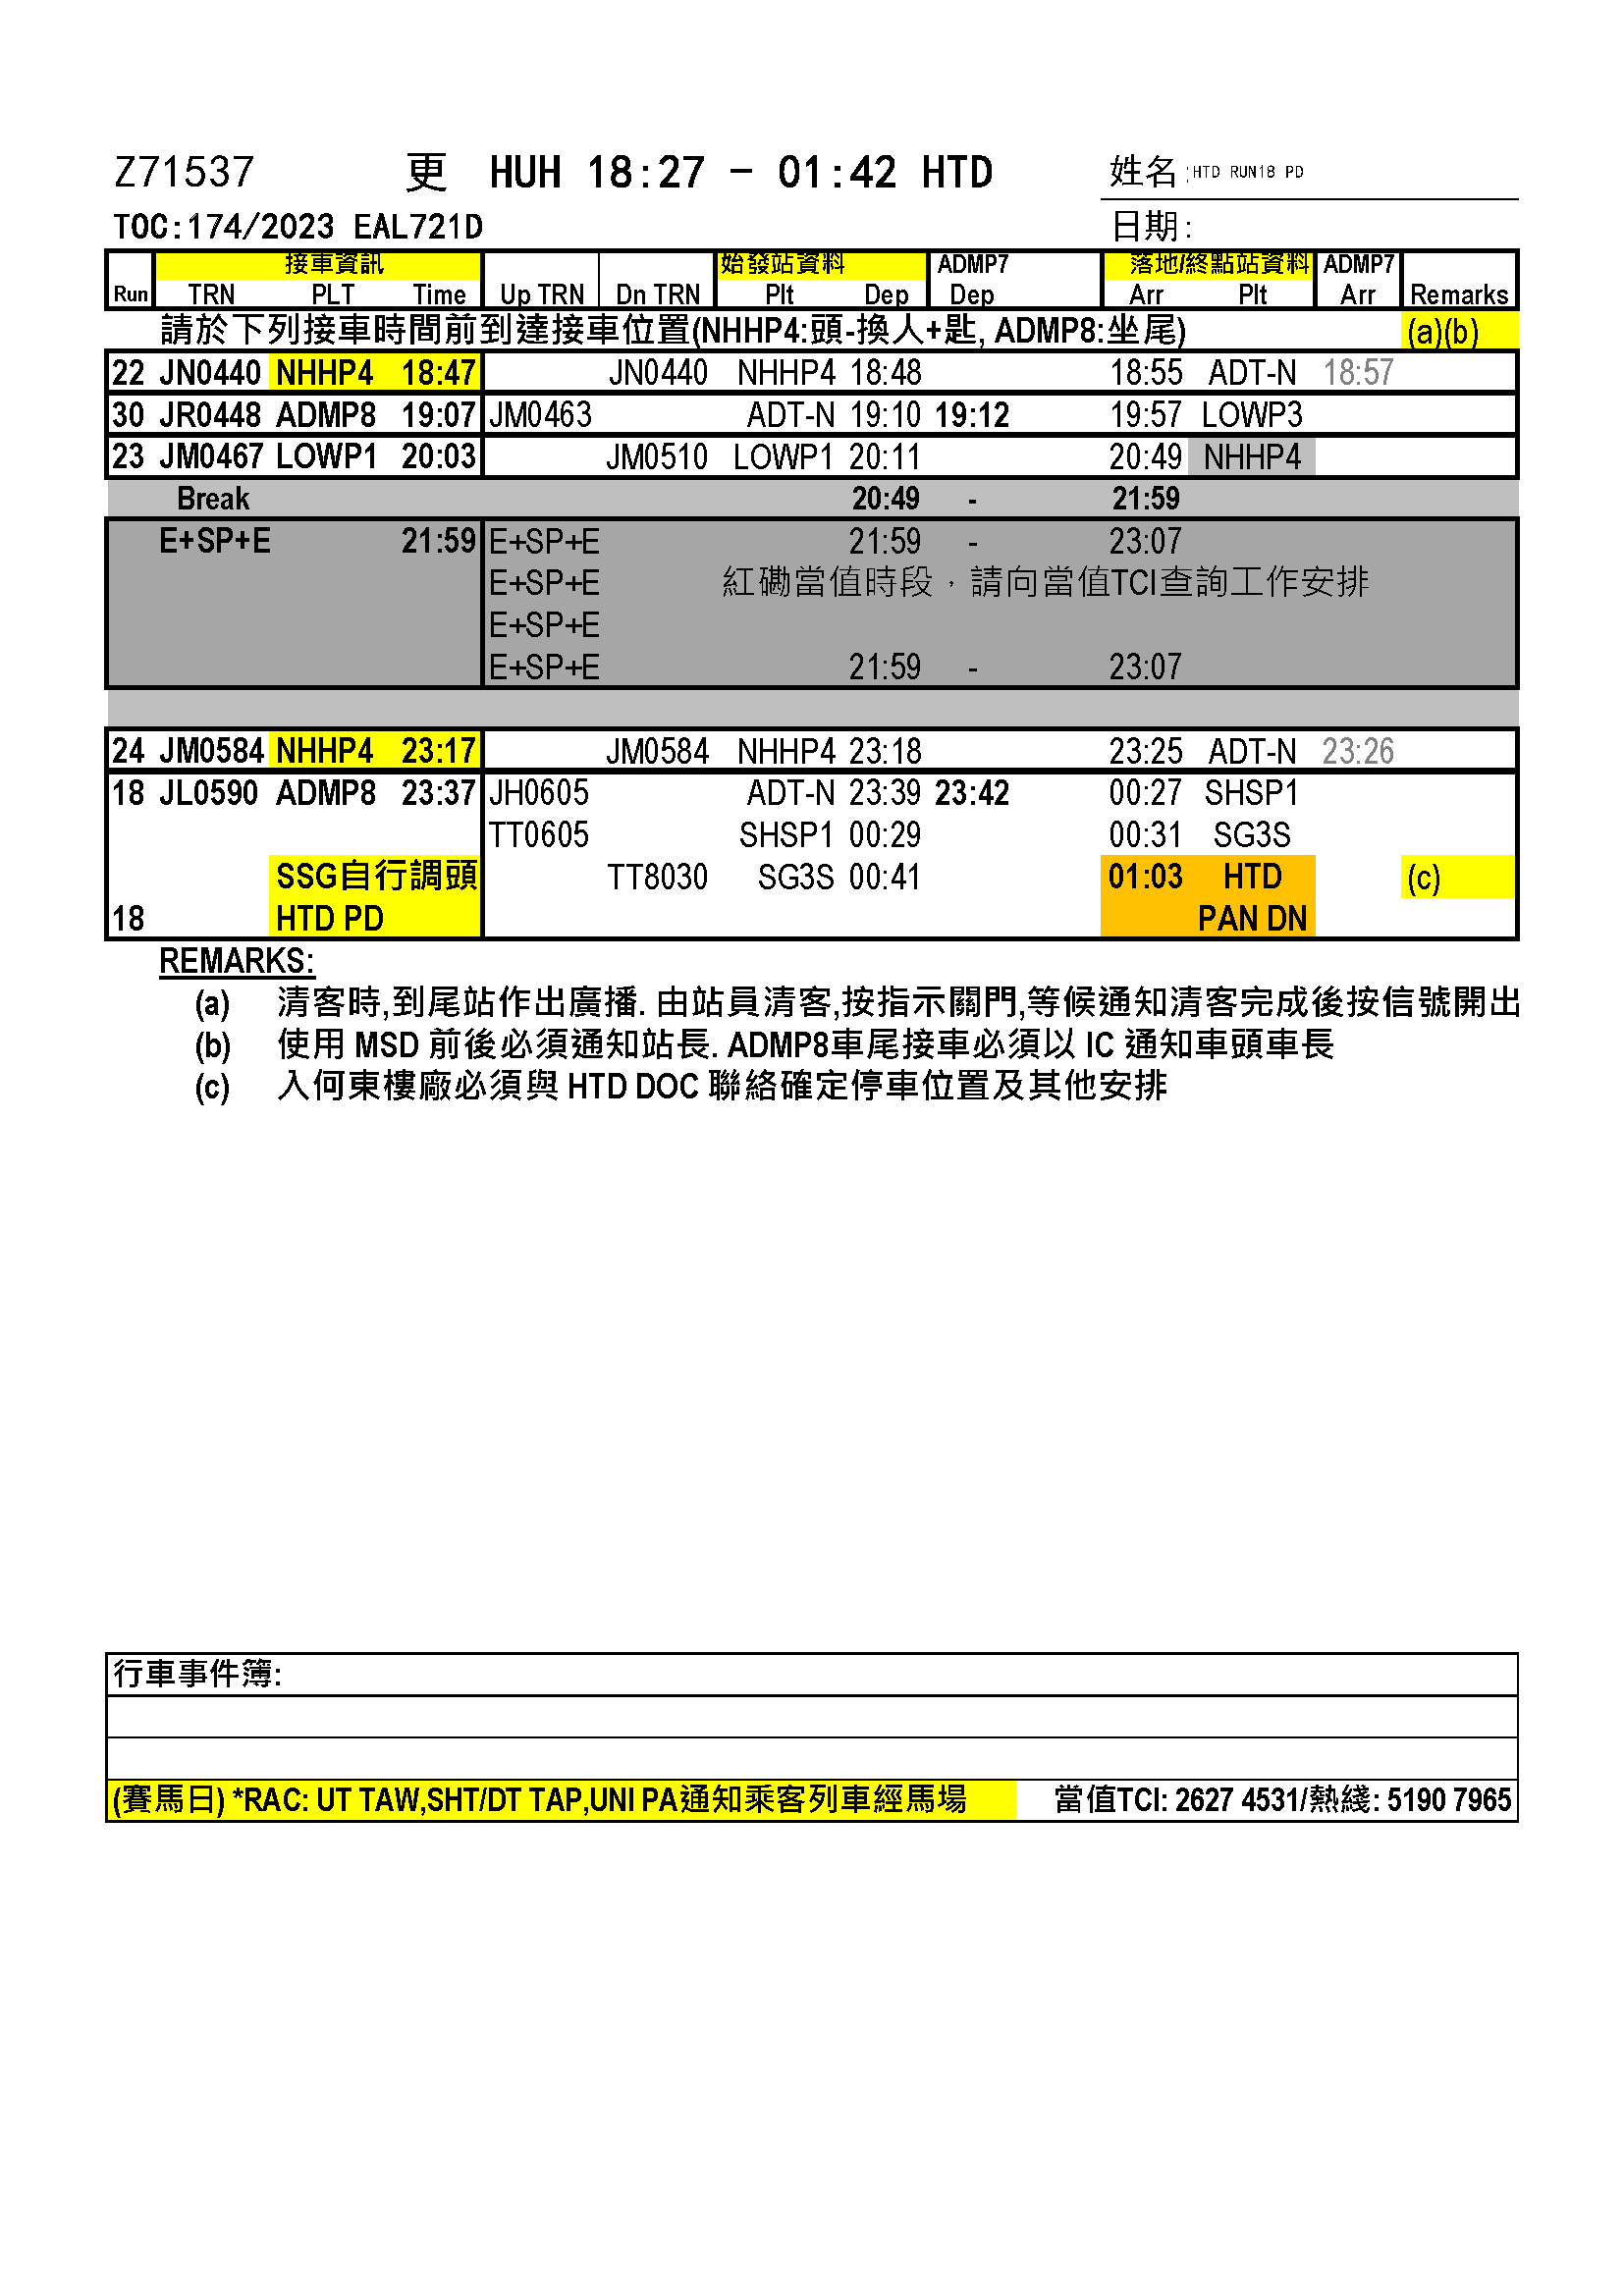 Z71537 更 HUH 18:27 - 01:42 HTD 姓名:HTD RUN18 PD
TOC:174/2023 EAL721D 日期:
接車資訊 始發站資料 ADMP7 落地/終點站資料 ADMP7
Run TRN PLT Time Up TRN Dn TRN Plt Dep Dep Arr Plt Arr Remarks
請於下列接車時間前到達接車位置(NHHP4:頭-換人+匙, ADMP8:坐尾) (a)(b)
22 JN0440 NHHP4 18:47 JN0440 NHHP4 18:48 18:55 ADT-N 18:57
30 JR0448 ADMP8 19:07 JM0463 ADT-N 19:10 19:12 19:57 LOWP3
23 JM0467 LOWP1 20:03 JM0510 LOWP1 20:11 20:49 NHHP4
Break 20:49 - 21:59
E+SP+E 21:59 E+SP+E 21:59 - 23:07
E+SP+E 紅磡當值時段，請向當值TCI查詢工作安排
E+SP+E
E+SP+E 21:59 - 23:07
24 JM0584 NHHP4 23:17 JM0584 NHHP4 23:18 23:25 ADT-N 23:26
18 JL0590 ADMP8 23:37 JH0605 ADT-N 23:39 23:42 00:27 SHSP1
TT0605 SHSP1 00:29 00:31 SG3S
SSG自行調頭 TT8030 SG3S 00:41 01:03 HTD (c)
18 HTD PD PAN DN
REMARKS:
(a) 清客時,到尾站作出廣播. 由站員清客,按指示關門,等候通知清客完成後按信號開出
(b) 使用 MSD 前後必須通知站長. ADMP8車尾接車必須以 IC 通知車頭車長
(c) 入何東樓廠必須與 HTD DOC 聯絡確定停車位置及其他安排
行車事件簿:
(賽馬日) *RAC: UT TAW,SHT/DT TAP,UNI PA通知乘客列車經馬場 當值TCI: 2627 4531/熱綫: 5190 7965